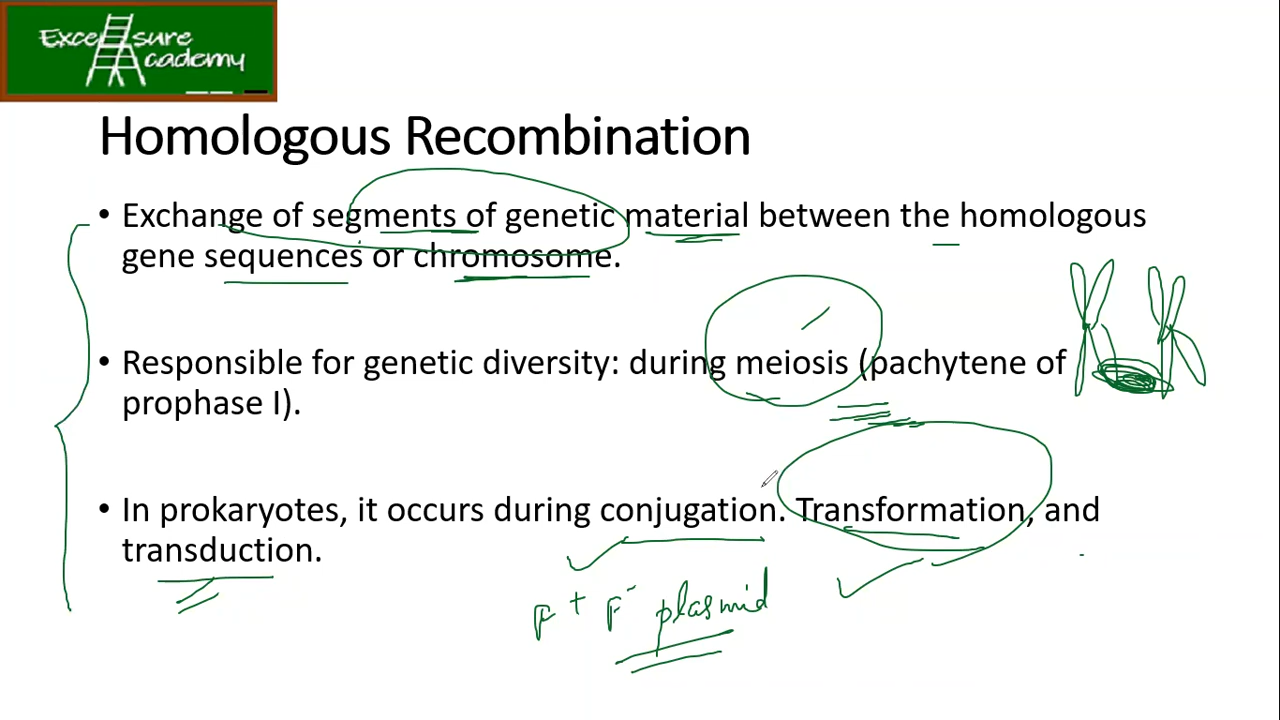 Excel sure
Academy
Homologous Recombination
• Exchange of segments of genetic material between the homologous
gene sequences or chromosome.
• Responsible for genetic diversity: during meiosis (pachytene of
prophase I).
• In prokaryotes, it occurs during conjugation. Transformation, and
transduction.
F+ F- plasmid